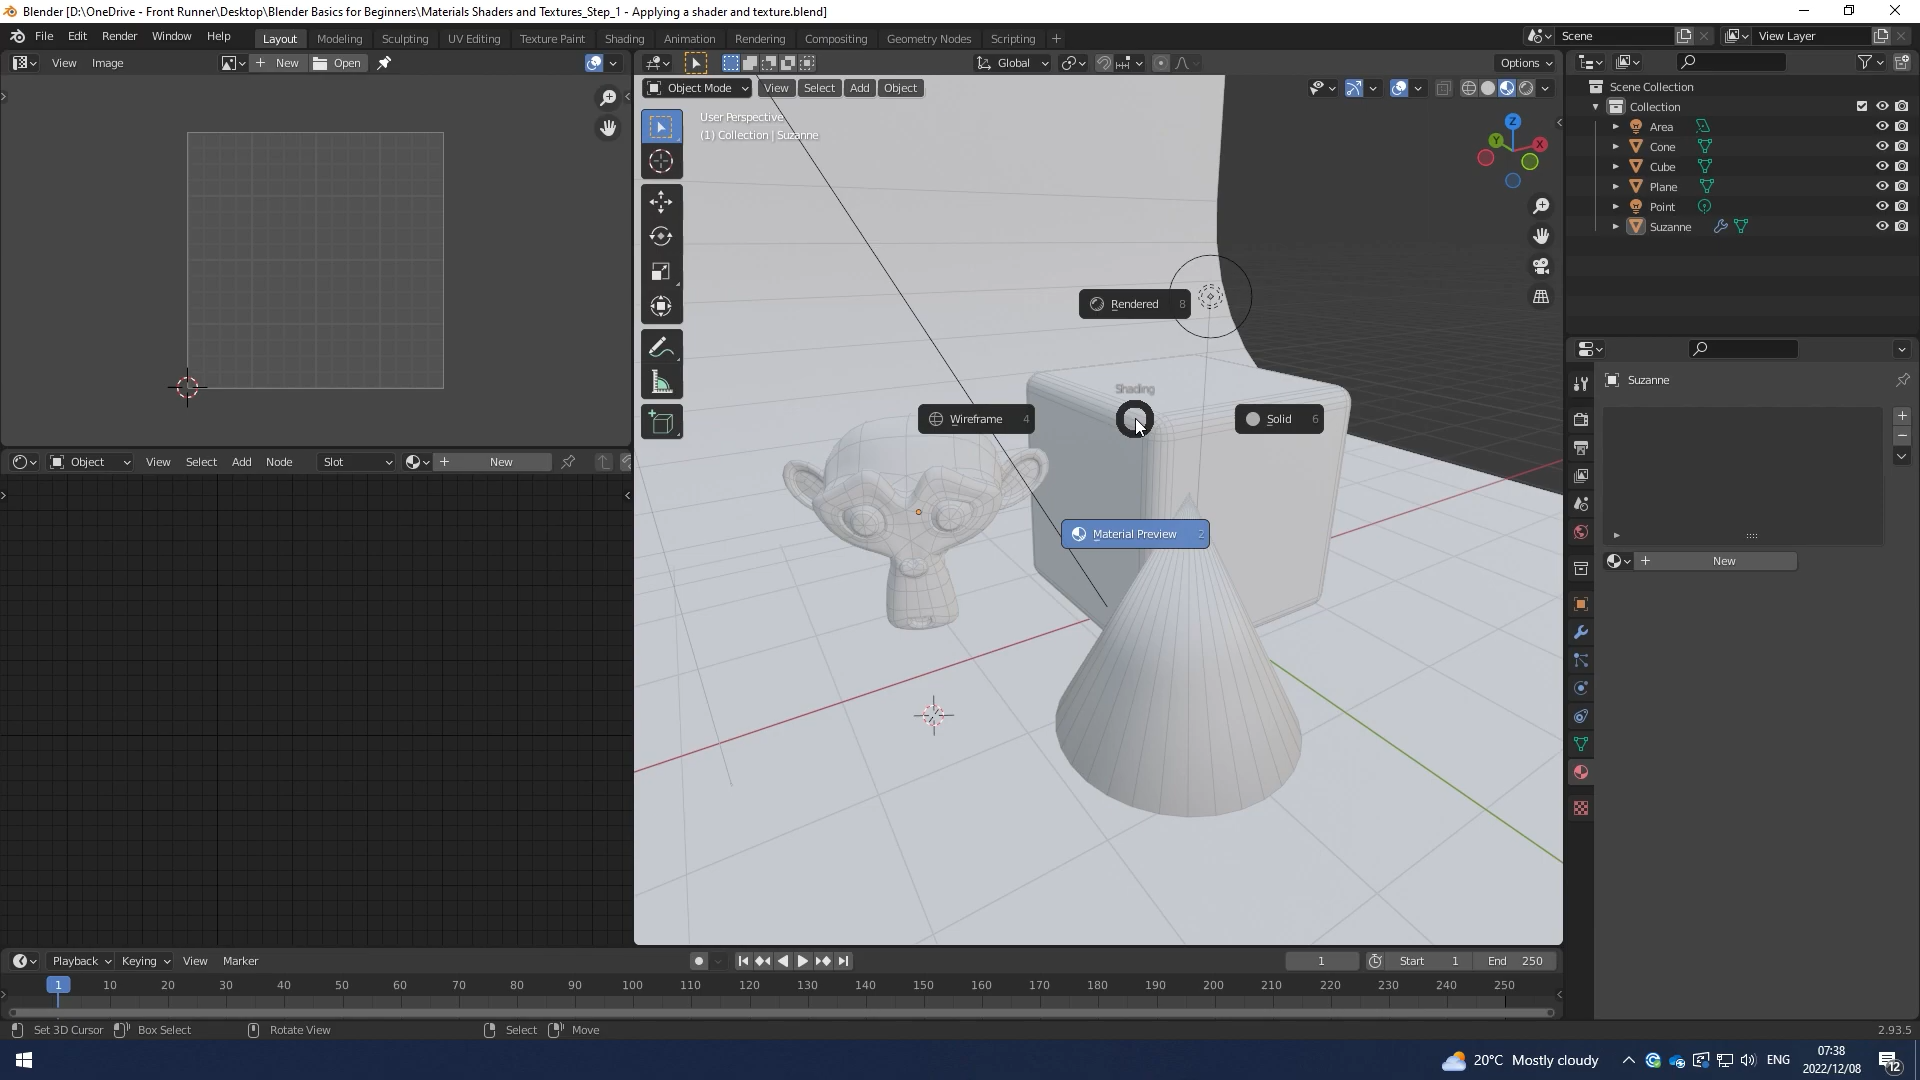 Blender [D:\OneDrive - Front Runner\Desktop\Blender Basics for Beginners\Materials Shaders and Textures_Step_1 - Applying a shader and texture.blend]
File Edit Render Window Help Layout Modeling Sculpting UV Editing Texture Paint Shading Animation Rendering Compositing Geometry Nodes Scripting + Scene View Layer
View Image + New Open Global Options
Object Mode View Select Add Object
User Perspective
(1) Collection | Suzanne
Z
Y
X
Scene Collection
Collection
Area
Cone
Cube
Plane
Point
Suzanne
Rendered 8
Shading
Wireframe 4
Solid 6
Material Preview 2
Suzanne
+ New
Object View Select Add Node Slot + New
Playback Keying View Marker 1 Start 1 End 250
1 10 20 30 40 50 60 70 80 90 100 110 120 130 140 150 160 170 180 190 200 210 220 230 240 250
Set 3D Cursor Box Select Rotate View Select Move 2.93.5
20°C Mostly cloudy ENG 07:38
2022/12/08 12